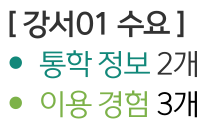 [ 강서01 수요 ]
• 통학 정보 2개
• 이용 경험 3개